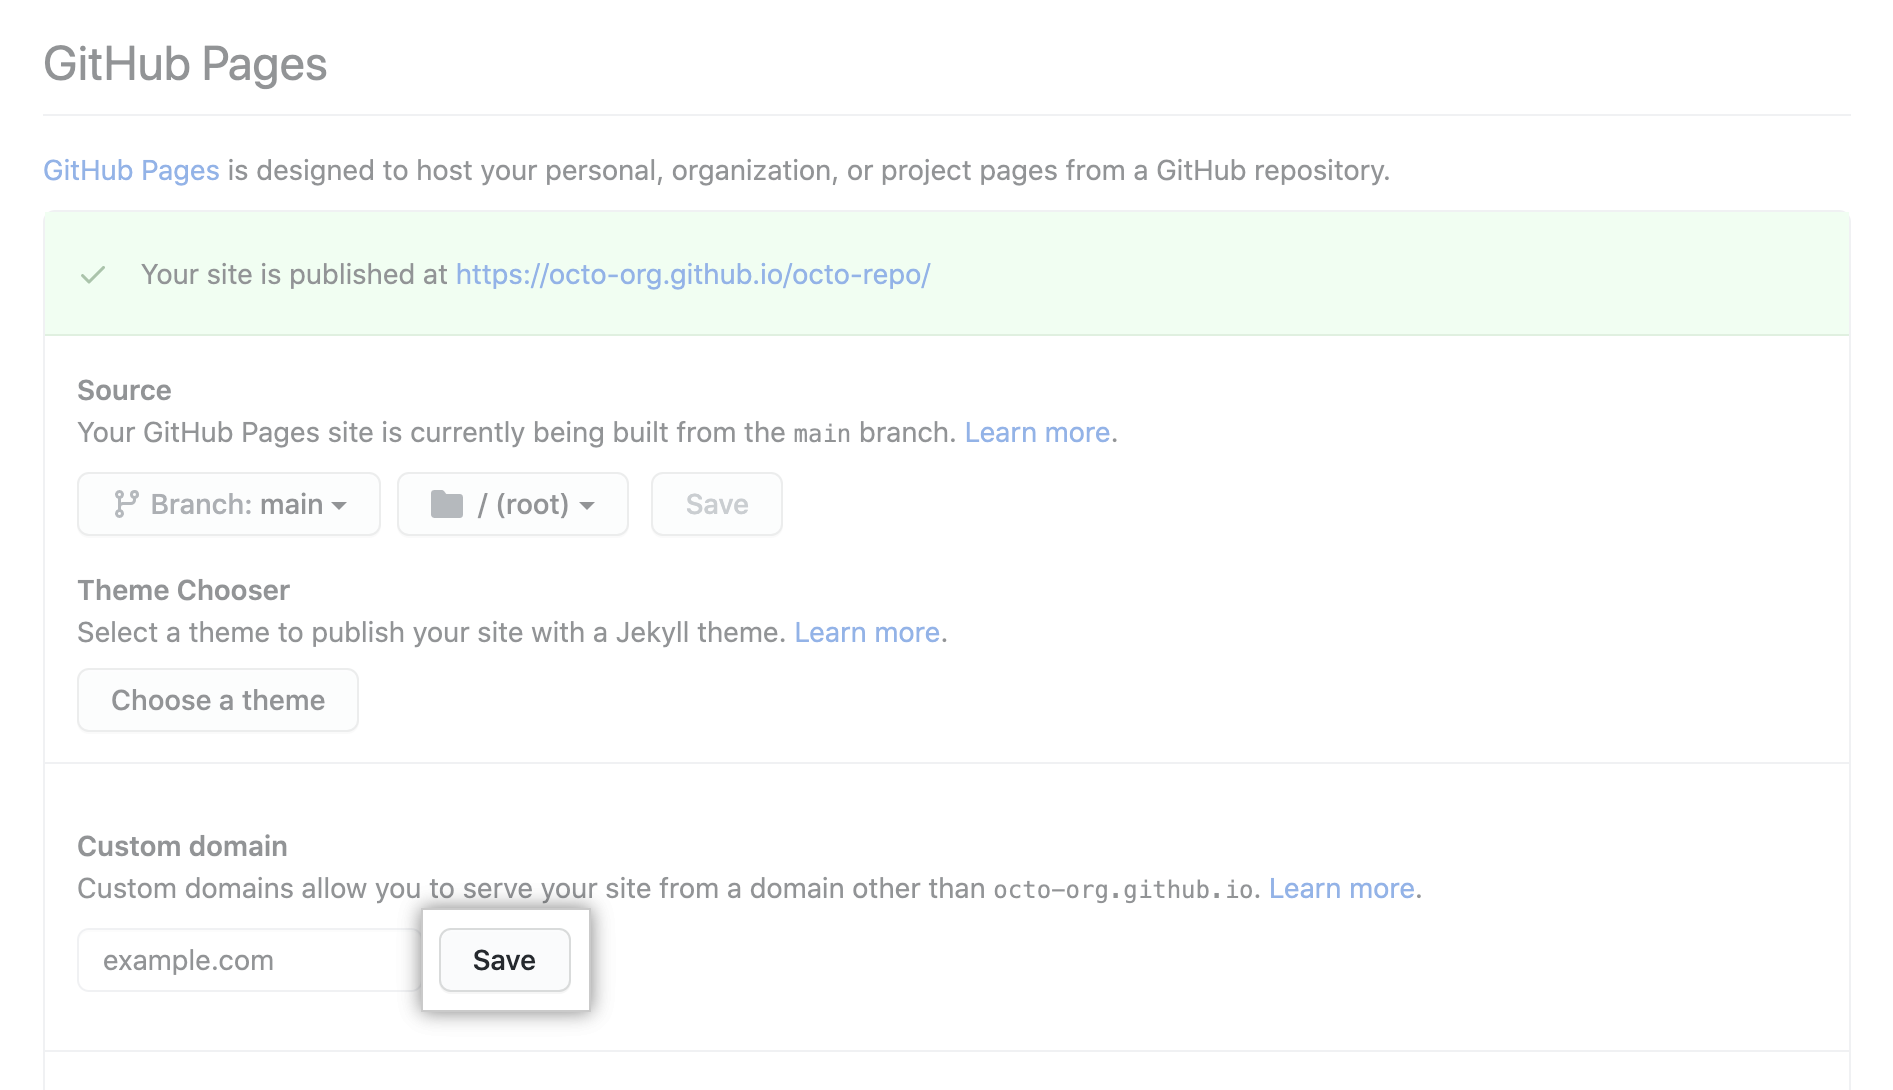 GitHub Pages
GitHub Pages is designed to host your personal, organization, or project pages from a GitHub repository.
Your site is published at https://octo-org.github.io/octo-repo/
Source
Your GitHub Pages site is currently being built from the main branch. Learn more.
Branch: main / (root) Save
Theme Chooser
Select a theme to publish your site with a Jekyll theme. Learn more.
Choose a theme
Custom domain
Custom domains allow you to serve your site from a domain other than octo-org.github.io. Learn more.
example.com Save